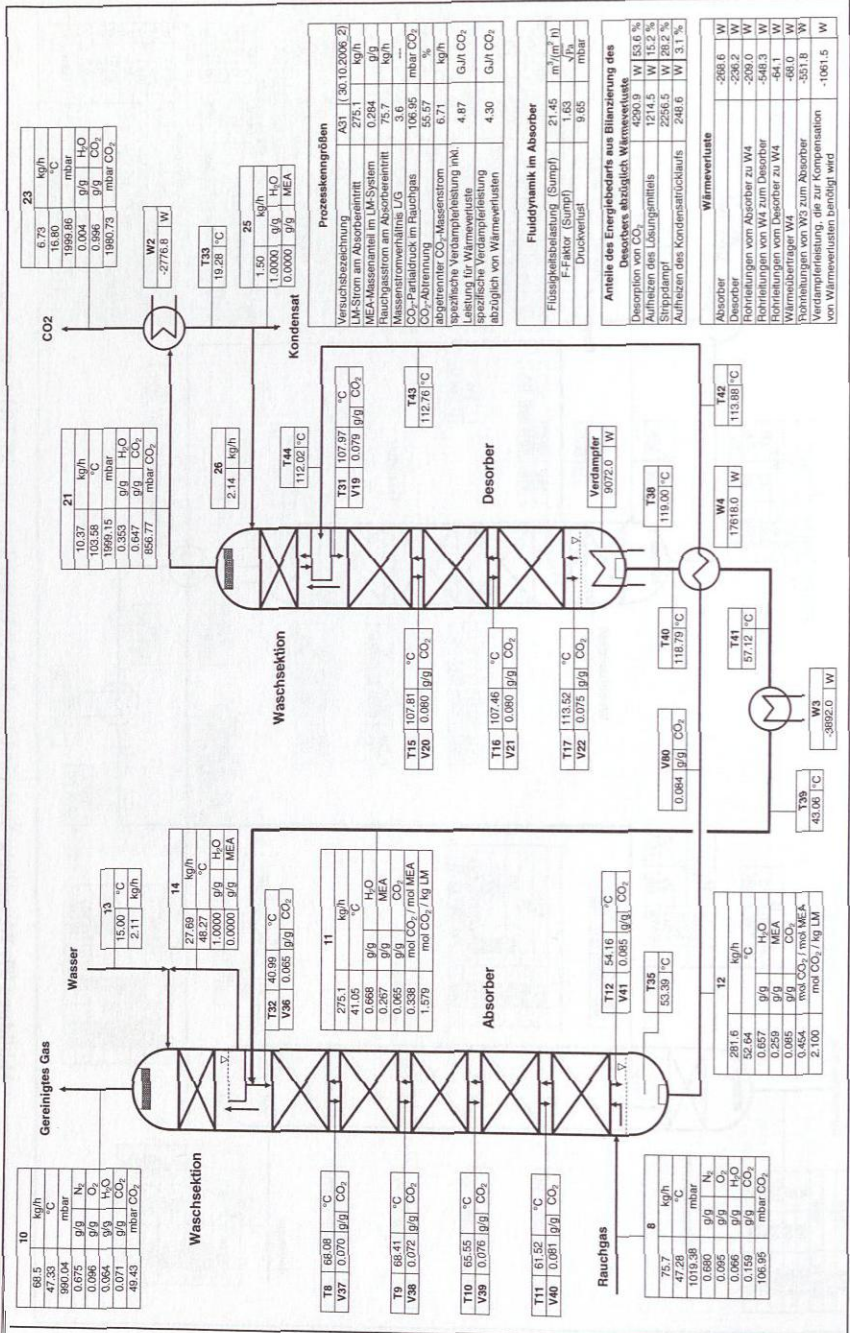 10
68.5 kg/h
47.33 °C
990.04 mbar
0.675 g/g N₂
0.096 g/g O₂
0.064 g/g H₂O
0.071 g/g CO₂
49.43 mbar CO₂
Gereinigtes Gas
Waschsektion
Wasser
13
15.00 °C
2.11 kg/h
14
27.69 kg/h
48.27 °C
1.0000 g/g H₂O
0.0000 g/g MEA
T32 40.99 °C
V36 0.065 g/g CO₂
11
275.1 kg/h
41.05 °C
0.668 g/g H₂O
0.267 g/g MEA
0.065 g/g CO₂
0.338 mol CO₂ / mol MEA
1.579 mol CO₂ / kg LM
Absorber
T8 68.08 °C
V37 0.070 g/g CO₂
T9 68.41 °C
V38 0.072 g/g CO₂
T10 65.55 °C
V39 0.076 g/g CO₂
T11 61.52 °C
V40 0.081 g/g CO₂
T12 54.16 °C
V41 0.085 g/g CO₂
T35
53.39 °C
Rauchgas
8
75.7 kg/h
47.28 °C
1019.38 mbar
0.680 g/g N₂
0.095 g/g O₂
0.066 g/g H₂O
0.159 g/g CO₂
106.95 mbar CO₂
12
281.6 kg/h
52.64 °C
0.657 g/g H₂O
0.259 g/g MEA
0.085 g/g CO₂
0.454 mol CO₂ / mol MEA
2.100 mol CO₂ / kg LM
T39
43.06 °C
W3
-3892.0 W
V80
0.084 g/g CO₂
T41
57.12 °C
T40
118.79 °C
W4
17618.0 W
T38
119.00 °C
T42
113.88 °C
Verdampfer
9072.0 W
Waschsektion
T15 107.81 °C
V20 0.080 g/g CO₂
T16 107.46 °C
V21 0.080 g/g CO₂
T17 113.52 °C
V22 0.075 g/g CO₂
Desorber
T44
112.02 °C
T31 107.97 °C
V19 0.079 g/g CO₂
T43
112.76 °C
26
2.14 kg/h
21
10.37 kg/h
103.58 °C
1999.15 mbar
0.353 g/g H₂O
0.647 g/g CO₂
856.77 mbar CO₂
CO2
W2
-2776.8 W
T33
19.28 °C
23
6.73 kg/h
16.80 °C
1999.86 mbar
0.004 g/g H₂O
0.996 g/g CO₂
1980.73 mbar CO₂
25
1.50 kg/h
1.0000 g/g H₂O
0.0000 g/g MEA
Kondensat
Prozesskenngrößen
Versuchsbezeichnung A31 ( 30.10.2006_2)
LM-Strom am Absorbereintritt 275.1 kg/h
MEA-Massenanteil im LM-System 0.284 g/g
Rauchgasstrom am Absorbereintritt 75.7 kg/h
Massenstromverhältnis L/G 3.6 ---
CO₂-Partialdruck im Rauchgas 106.95 mbar CO₂
CO₂-Abtrennung 55.57 %
abgetrennter CO₂-Massenstrom 6.71 kg/h
spezifische Verdampferleistung inkl.
Leistung für Wärmeverluste 4.87 GJ/t CO₂
spezifische Verdampferleistung
abzüglich von Wärmeverlusten 4.30 GJ/t CO₂
Fluiddynamik im Absorber
Flüssigkeitsbelastung (Sumpf) 21.45 m³/(m² h)
F-Faktor (Sumpf) 1.63 √Pa
Druckverlust 9.65 mbar
Anteile des Energiebedarfs aus Bilanzierung des
Desorbers abzüglich Wärmeverluste
Desorption von CO₂ 4290.9 W 53.6 %
Aufheizen des Lösungsmittels 1214.5 W 15.2 %
Strippdampf 2256.5 W 28.2 %
Aufheizen des Kondensatrücklaufs 248.6 W 3.1 %
Wärmeverluste
Absorber -268.6 W
Desorber -236.2 W
Rohrleitungen vom Absorber zu W4 -209.0 W
Rohrleitungen von W4 zum Desorber -548.3 W
Rohrleitungen vom Desorber zu W4 -64.1 W
Wärmeübertrager W4 -68.0 W
Rohrleitungen von W3 zum Absorber -551.8 W
Verdampferleistung, die zur Kompensation
von Wärmeverlusten benötigt wird -1061.5 W